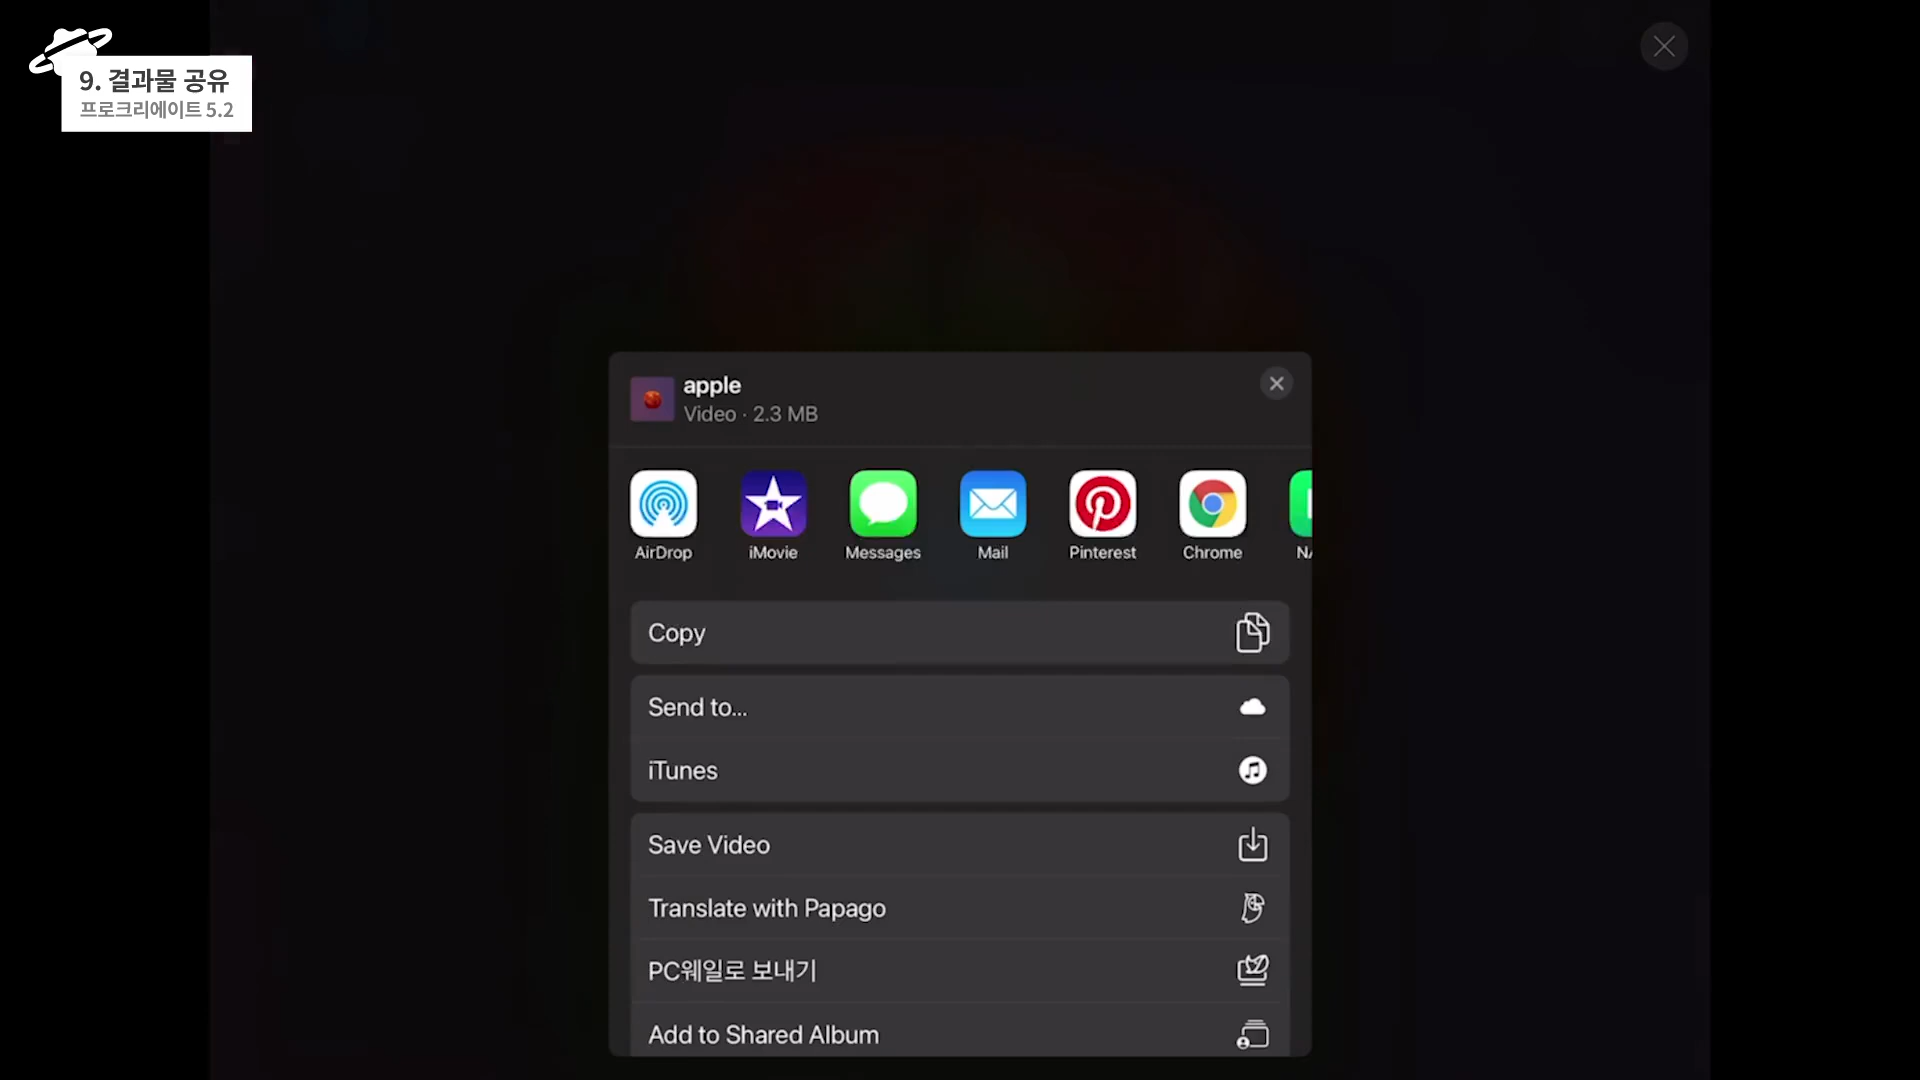 9. 결과물 공유
프로크리에이트 5.2
apple
Video · 2.3 MB
AirDrop
iMovie
Messages
Mail
Pinterest
Chrome
Copy
Send to...
iTunes
Save Video
Translate with Papago
PC웨일로 보내기
Add to Shared Album